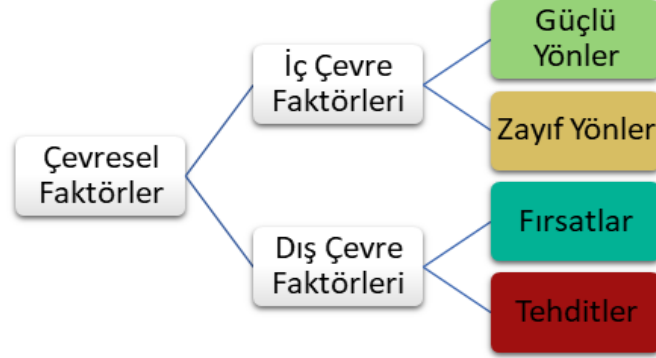 Çevresel
Faktörler
İç Çevre
Faktörleri
Güçlü
Yönler
Zayıf Yönler
Dış Çevre
Faktörleri
Fırsatlar
Tehditler